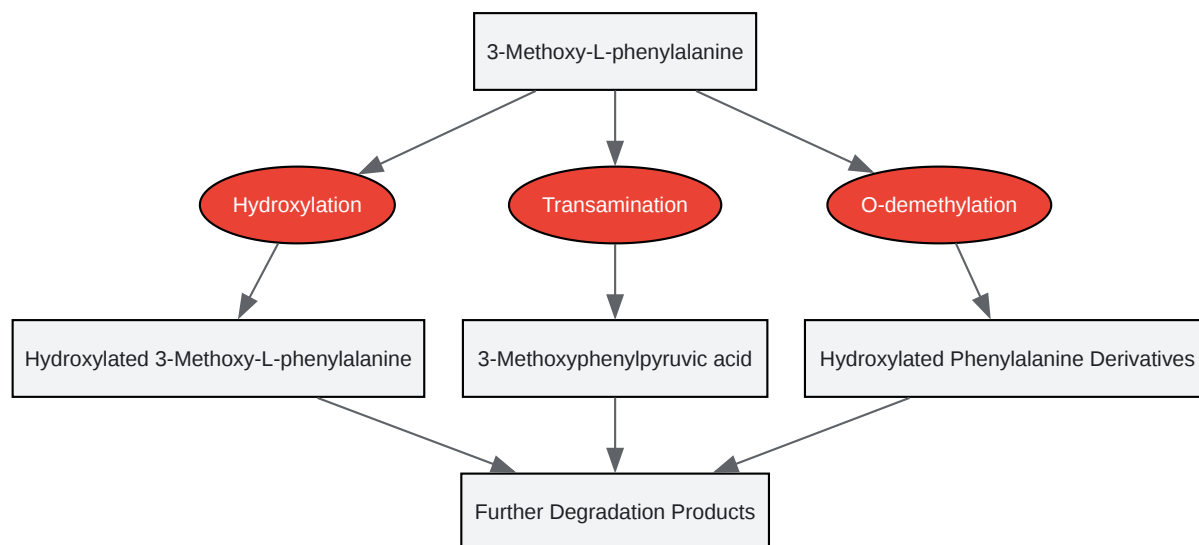 3-Methoxy-L-phenylalanine
Hydroxylation
Transamination
O-demethylation
Hydroxylated 3-Methoxy-L-phenylalanine
3-Methoxyphenylpyruvic acid
Hydroxylated Phenylalanine Derivatives
Further Degradation Products